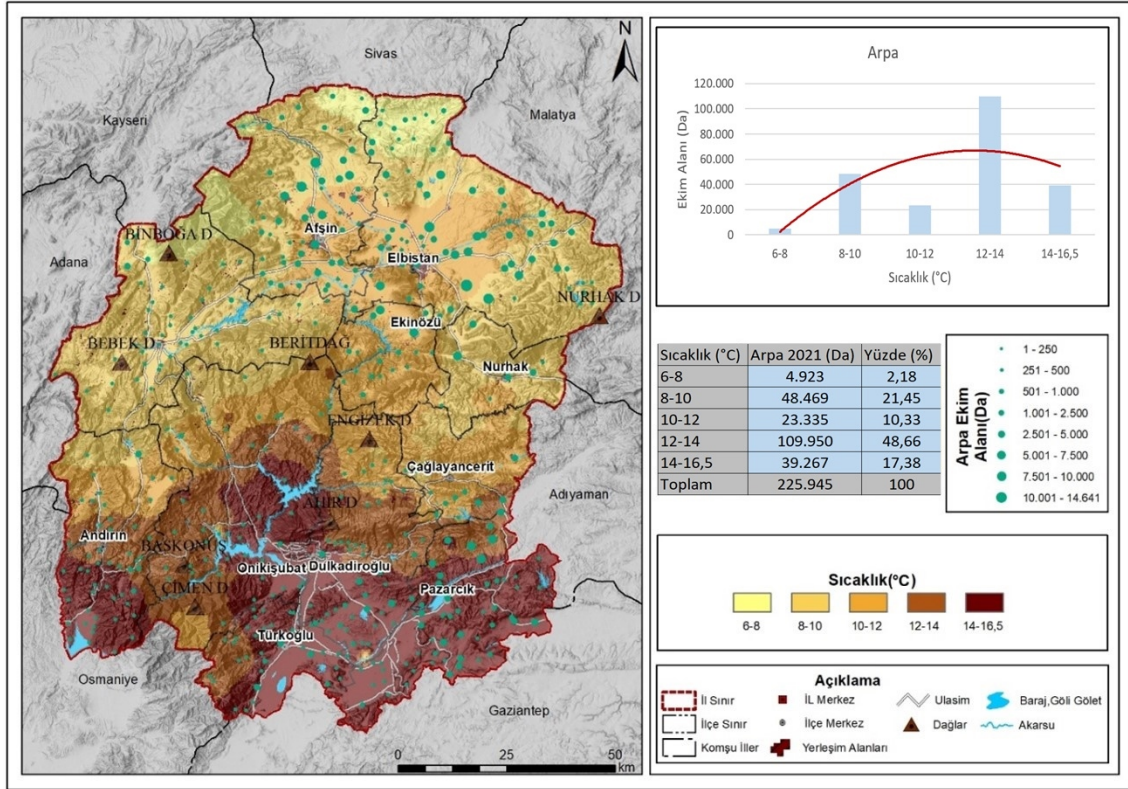 N
Sivas
Malatya
Kayseri
Adana
BİNBOĞA D
Afşin
Elbistan
NURHAK D
Ekinözü
BEBEK D
BERİTDAĞ
Nurhak
ENGİZEK D
Çağlayancerit
Adıyaman
AHIR D
Andırın
BAŞKONUŞ
Onikişubat
Dulkadiroğlu
Pazarcık
ÇİMEN D
Türkoğlu
Osmaniye
Gaziantep
0 25 50
km
Arpa
Ekim Alanı (Da)
120.000
100.000
80.000
60.000
40.000
20.000
0
6-8 8-10 10-12 12-14 14-16,5
Sıcaklık (°C)
Sıcaklık (°C) Arpa 2021 (Da) Yüzde (%)
6-8 4.923 2,18
8-10 48.469 21,45
10-12 23.335 10,33
12-14 109.950 48,66
14-16,5 39.267 17,38
Toplam 225.945 100
Arpa Ekim
Alanı(Da)
1 - 250
251 - 500
501 - 1.000
1.001 - 2.500
2.501 - 5.000
5.001 - 7.500
7.501 - 10.000
10.001 - 14.641
Sıcaklık(°C)
6-8 8-10 10-12 12-14 14-16,5
Açıklama
İl Sınır İL Merkez Ulasim Baraj,Göli Gölet
İlçe Sınır İlçe Merkez Dağlar Akarsu
Komşu İller Yerleşim Alanları